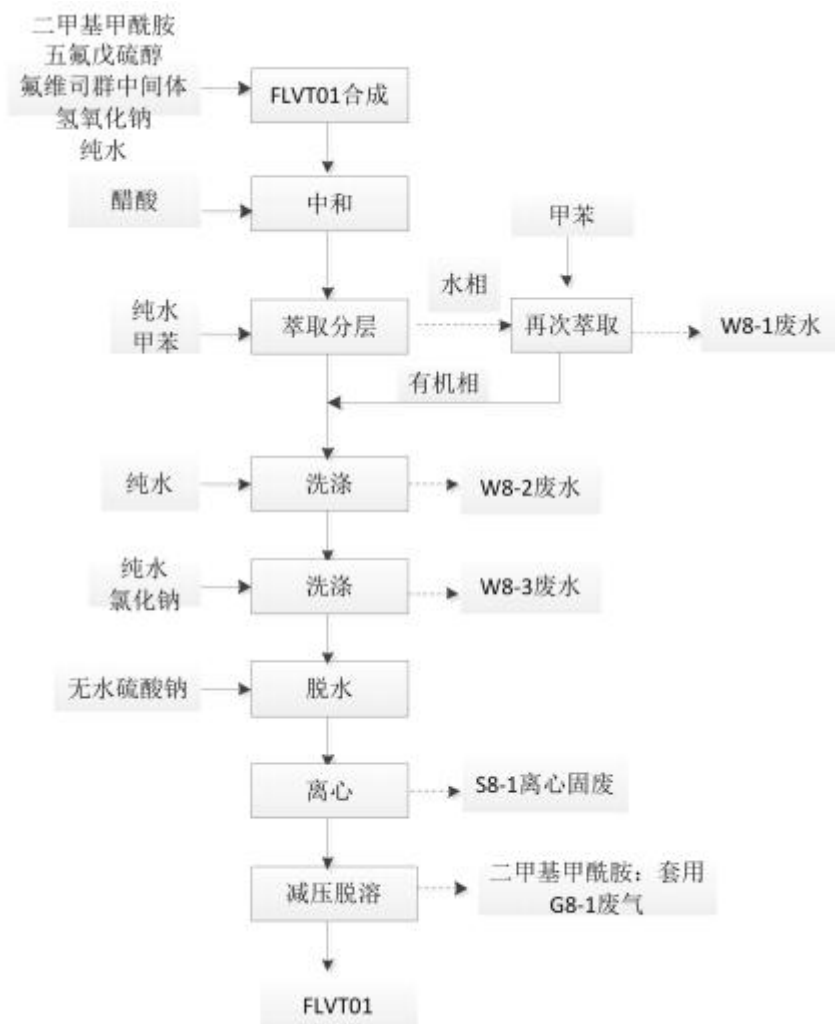 二甲基甲酰胺
五氟戊硫醇
氟维司群中间体
氢氧化钠
纯水
FLVT01合成
醋酸
中和
甲苯
纯水
甲苯
萃取分层
水相
再次萃取
W8-1废水
有机相
纯水
洗涤
W8-2废水
纯水
氯化钠
洗涤
W8-3废水
无水硫酸钠
脱水
离心
S8-1离心固废
减压脱溶
二甲基甲酰胺：套用
G8-1废气
FLVT01